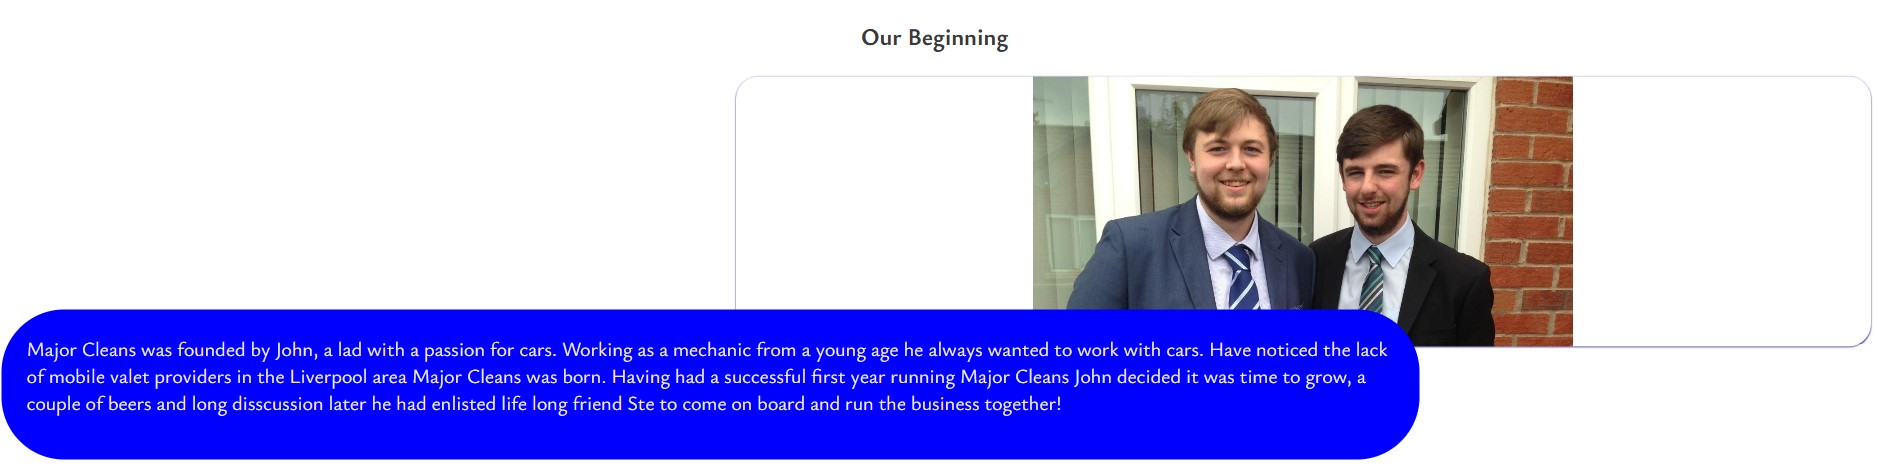 Our Beginning
Major Cleans was founded by John, a lad with a passion for cars. Working as a mechanic from a young age he always wanted to work with cars. Have noticed the lack
of mobile valet providers in the Liverpool area Major Cleans was born. Having had a successful first year running Major Cleans John decided it was time to grow, a
couple of beers and long disscussion later he had enlisted life long friend Ste to come on board and run the business together!